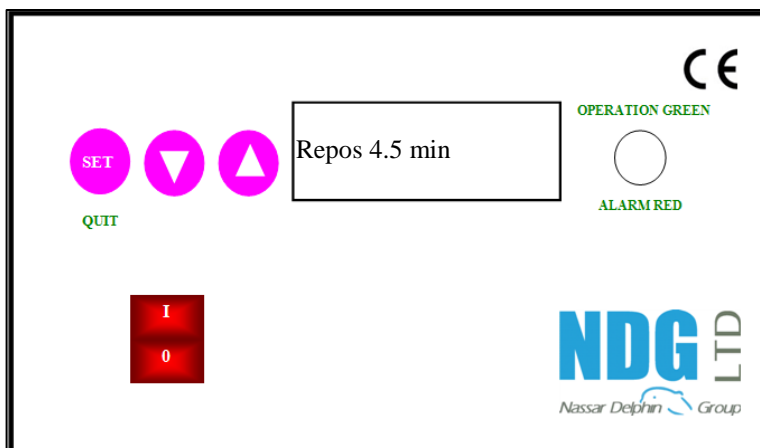 CE
OPERATION GREEN
Repos 4.5 min
SET
ALARM RED
QUIT
I
0
NDG LTD
Nassar Delphin Group